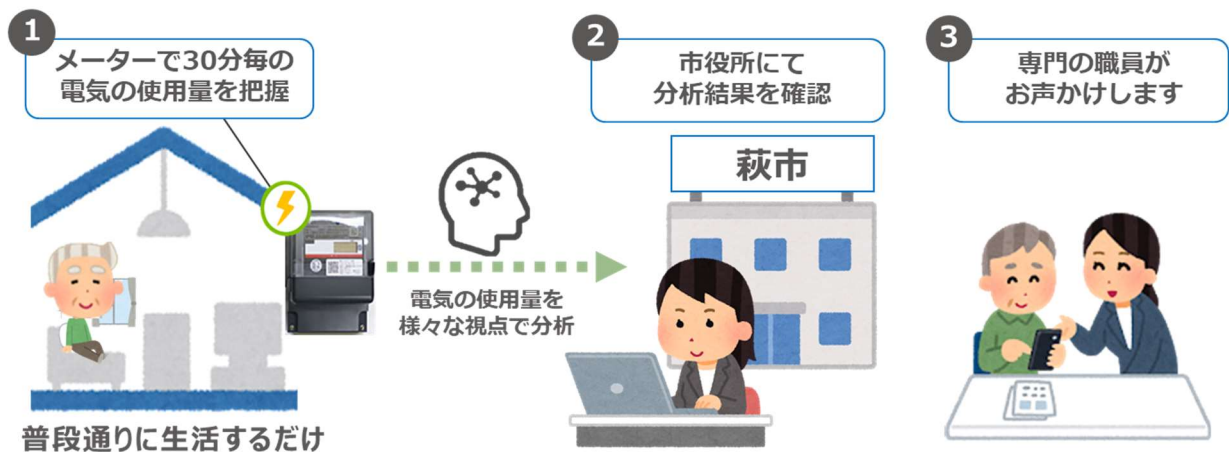 1
メーターで30分毎の
電気の使用量を把握
普段通りに生活するだけ
電気の使用量を
様々な視点で分析
2
市役所にて
分析結果を確認
萩市
3
専門の職員が
お声かけします